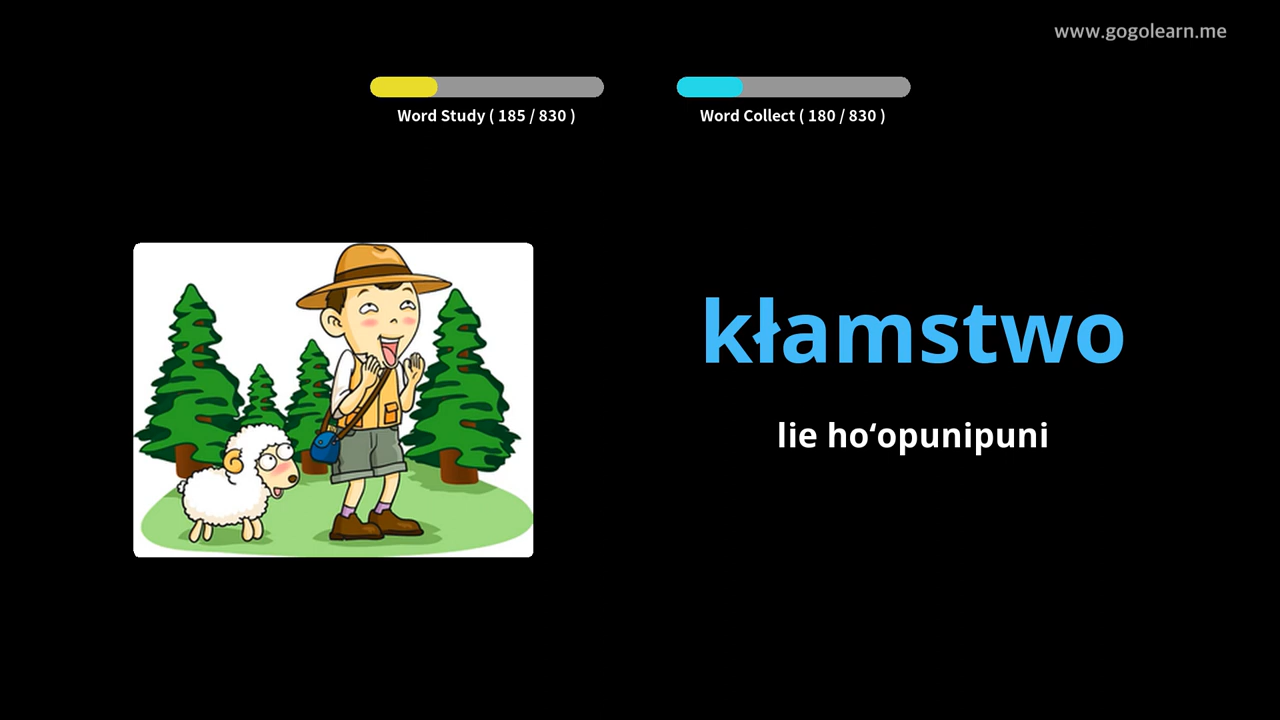 www.gogolearn.me
Word Study ( 185 / 830 )
Word Collect ( 180 / 830 )
kłamstwo
lie hoʻopunipuni